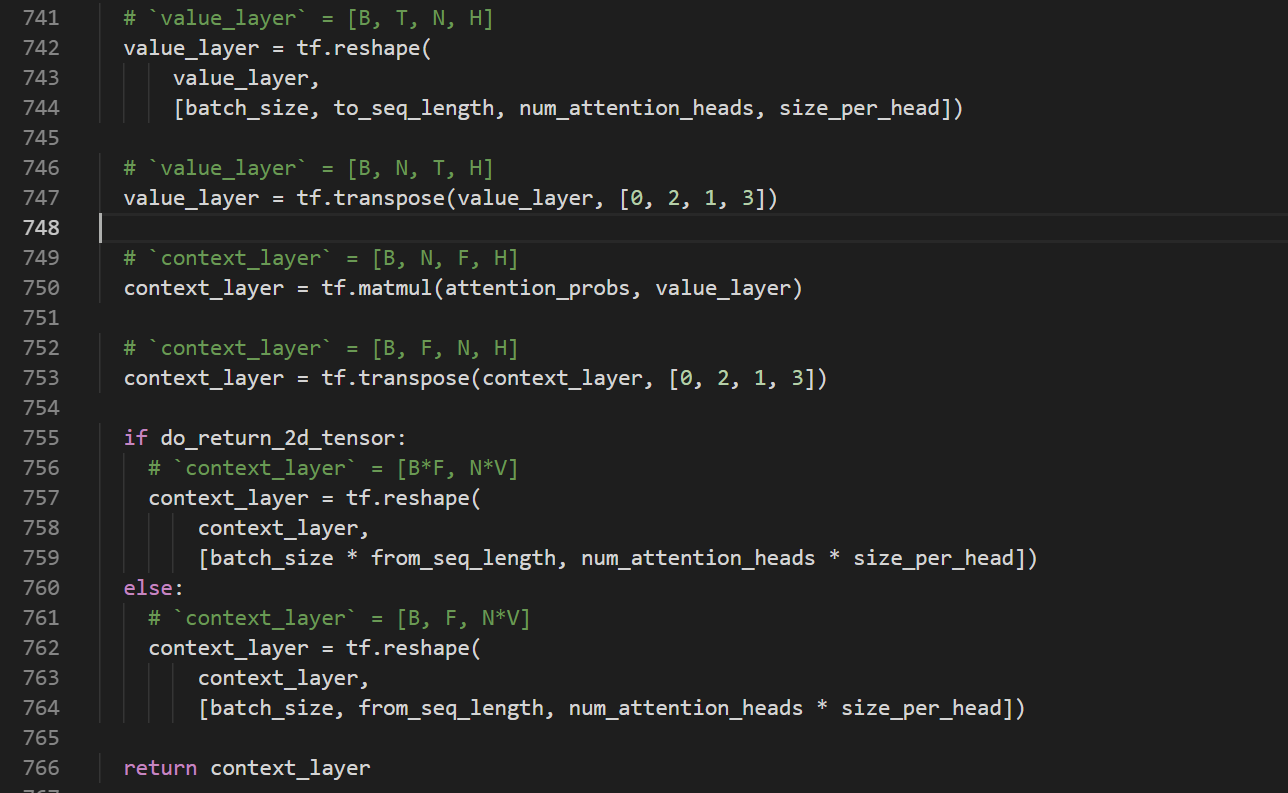 741 # `value_layer` = [B, T, N, H]
742 value_layer = tf.reshape(
743 value_layer,
744 [batch_size, to_seq_length, num_attention_heads, size_per_head])
745
746 # `value_layer` = [B, N, T, H]
747 value_layer = tf.transpose(value_layer, [0, 2, 1, 3])
748
749 # `context_layer` = [B, N, F, H]
750 context_layer = tf.matmul(attention_probs, value_layer)
751
752 # `context_layer` = [B, F, N, H]
753 context_layer = tf.transpose(context_layer, [0, 2, 1, 3])
754
755 if do_return_2d_tensor:
756 # `context_layer` = [B*F, N*V]
757 context_layer = tf.reshape(
758 context_layer,
759 [batch_size * from_seq_length, num_attention_heads * size_per_head])
760 else:
761 # `context_layer` = [B, F, N*V]
762 context_layer = tf.reshape(
763 context_layer,
764 [batch_size, from_seq_length, num_attention_heads * size_per_head])
765
766 return context_layer